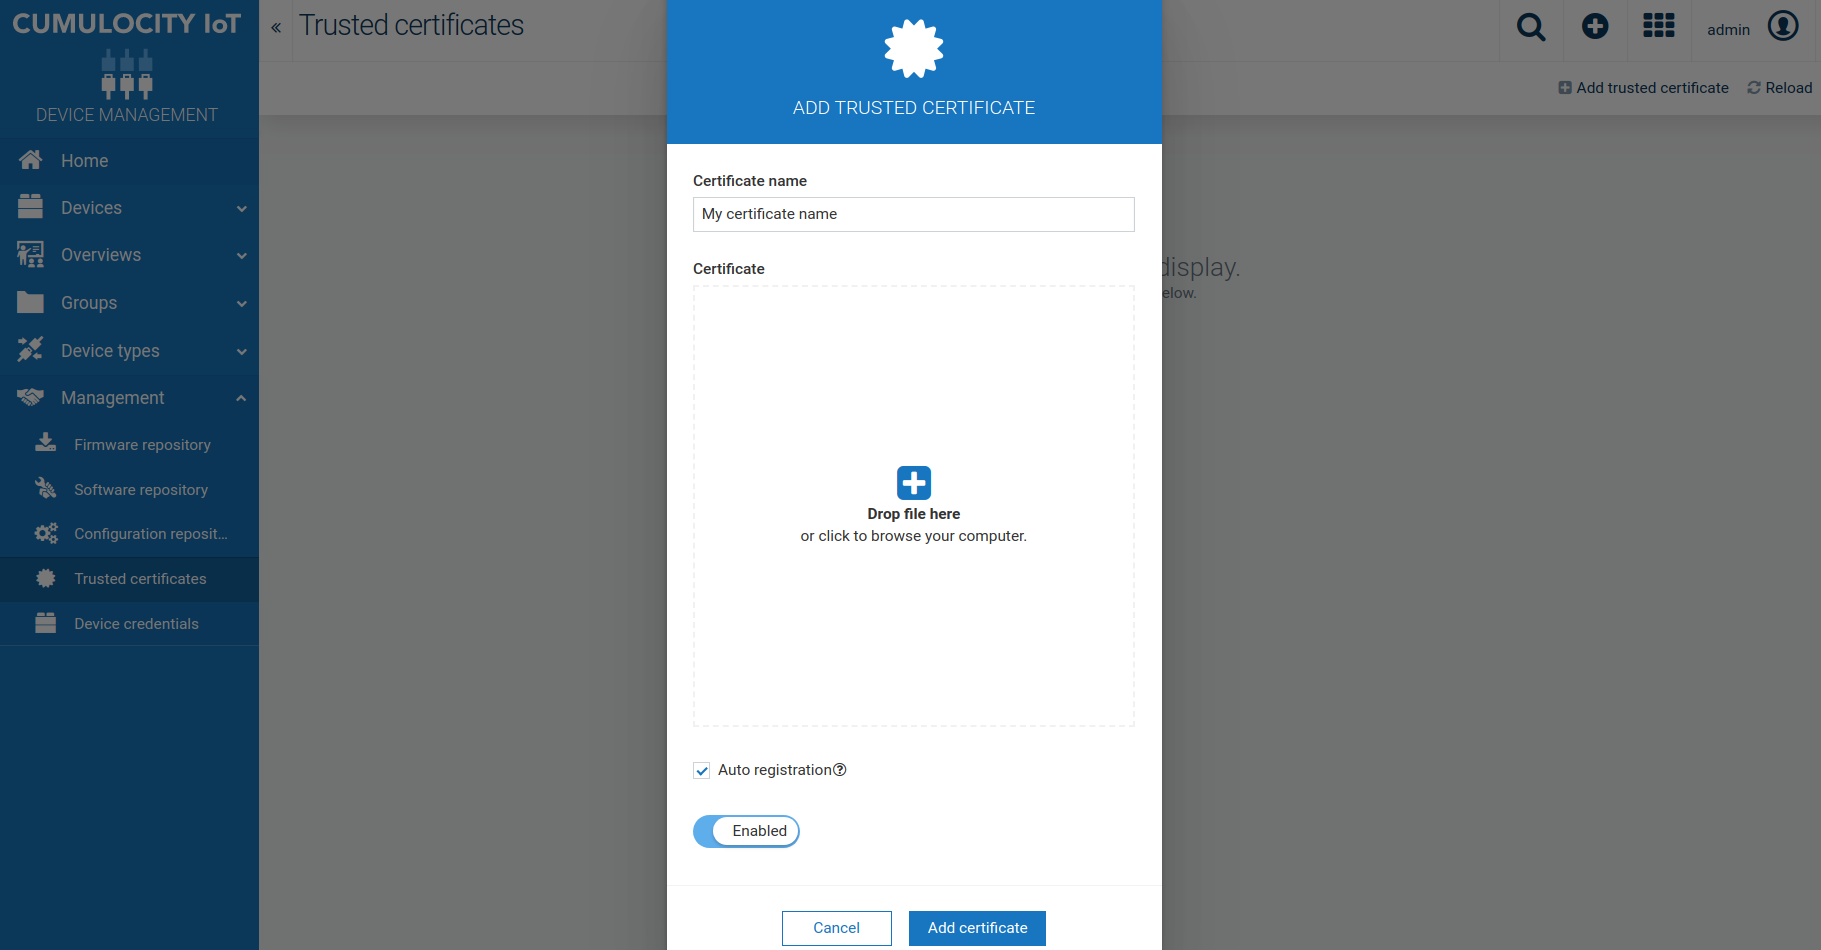 CUMULOCITY IoT
DEVICE MANAGEMENT
Home
Devices
Overviews
Groups
Device types
Management
Firmware repository
Software repository
Configuration reposit...
Trusted certificates
Device credentials
«
Trusted certificates
admin
Add trusted certificate
Reload
display.
elow.
ADD TRUSTED CERTIFICATE
Certificate name
My certificate name
Certificate
Drop file here
or click to browse your computer.
Auto registration
Enabled
Cancel
Add certificate